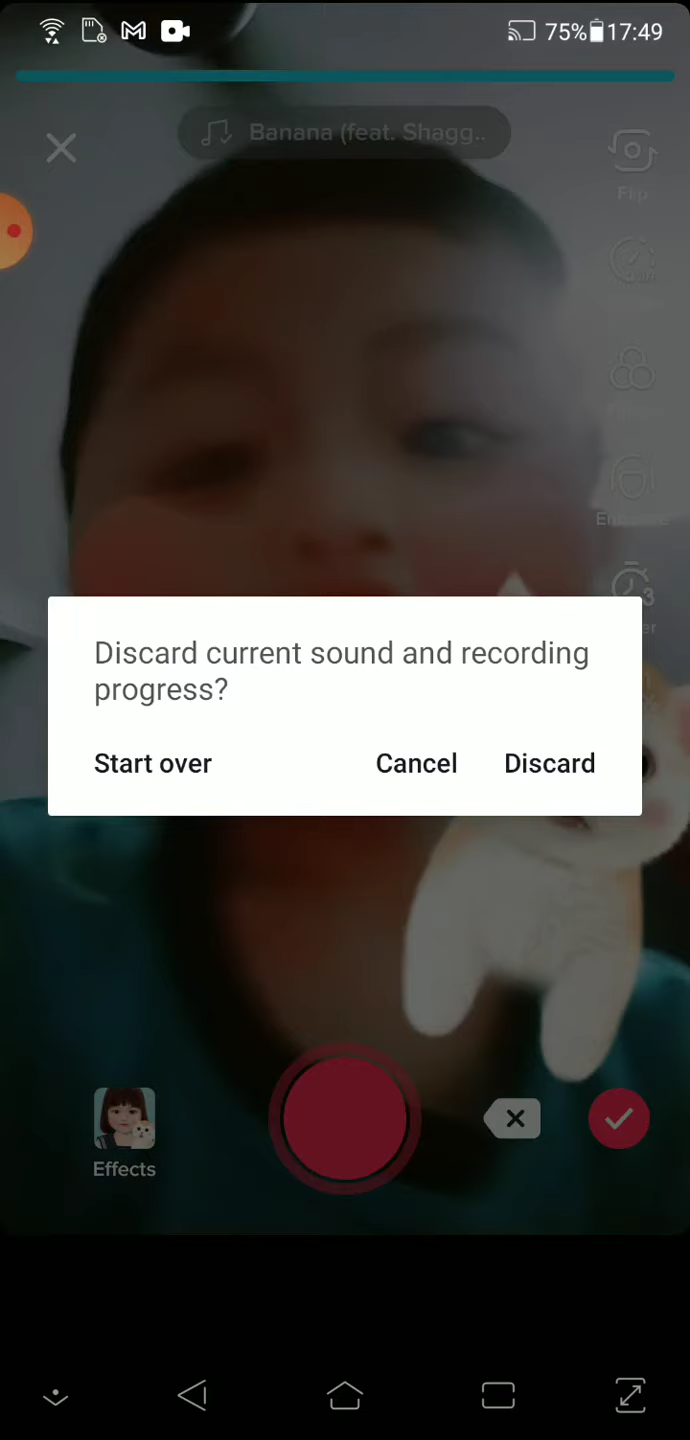 75% 17:49
Banana (feat. Shagg..
Flip
Discard current sound and recording
progress?
Start over Cancel Discard
Effects